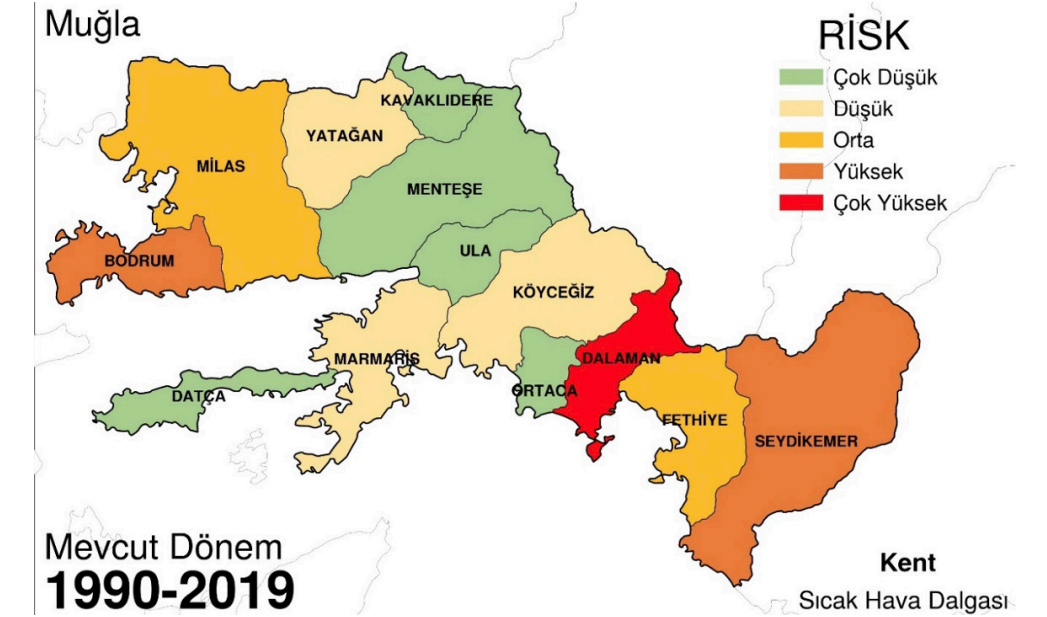 Muğla
RİSK
Çok Düşük
Düşük
Orta
Yüksek
Çok Yüksek
KAVAKLIDERE
YATAĞAN
MİLAS
MENTEŞE
ULA
BODRUM
KÖYCEĞİZ
MARMARİS
DALAMAN
DATÇA
ORTACA
FETHİYE
SEYDİKEMER
Mevcut Dönem
1990-2019
Kent
Sıcak Hava Dalgası